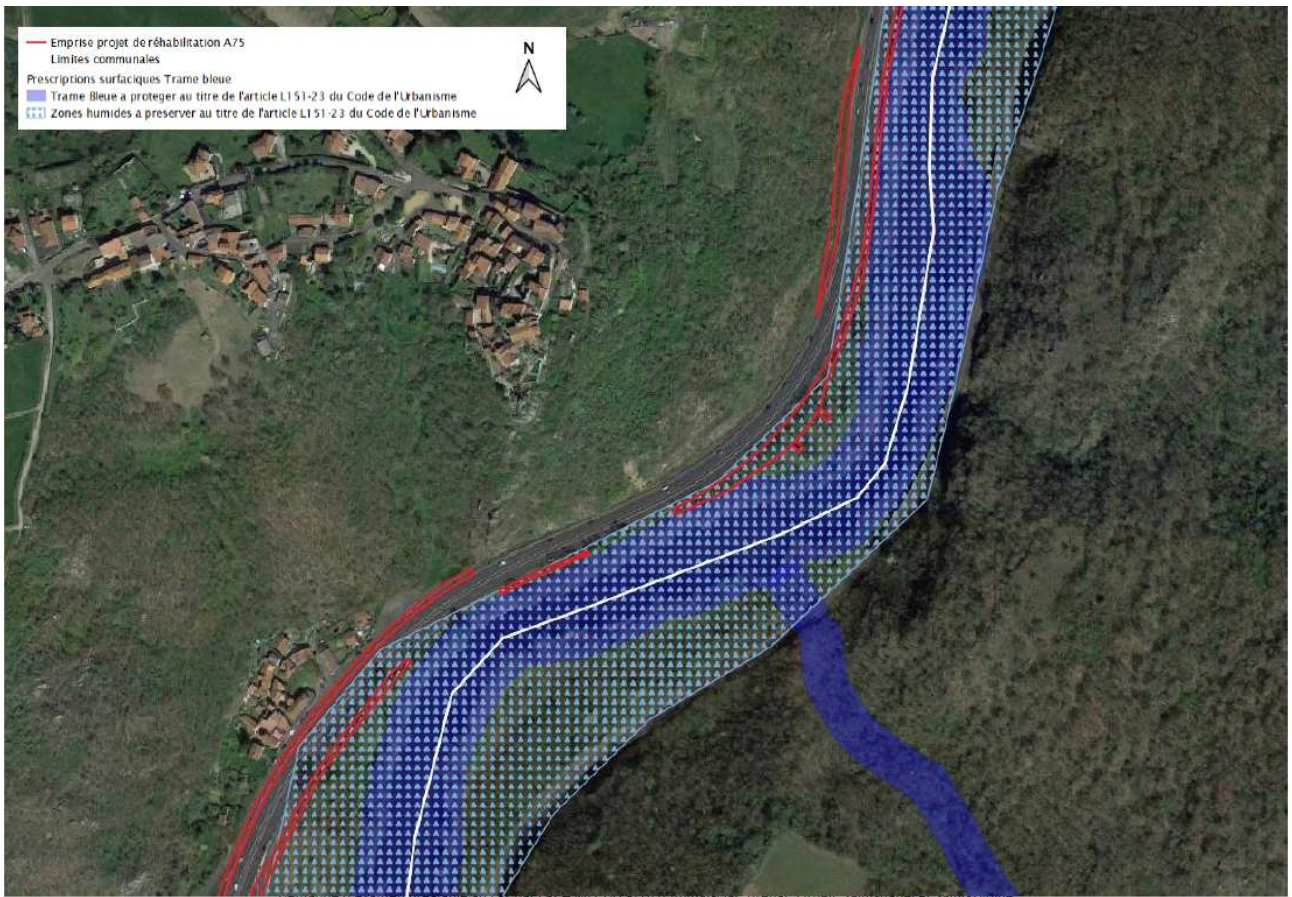 Emprise projet de réhabilitation A75
N
Limites communales
Prescriptions surfaciques Trame bleue
Trame Bleue a proteger au titre de l'article L151-23 du Code de l'Urbanisme
Zones humides a preserver au titre de l'article L151-23 du Code de l'Urbanisme